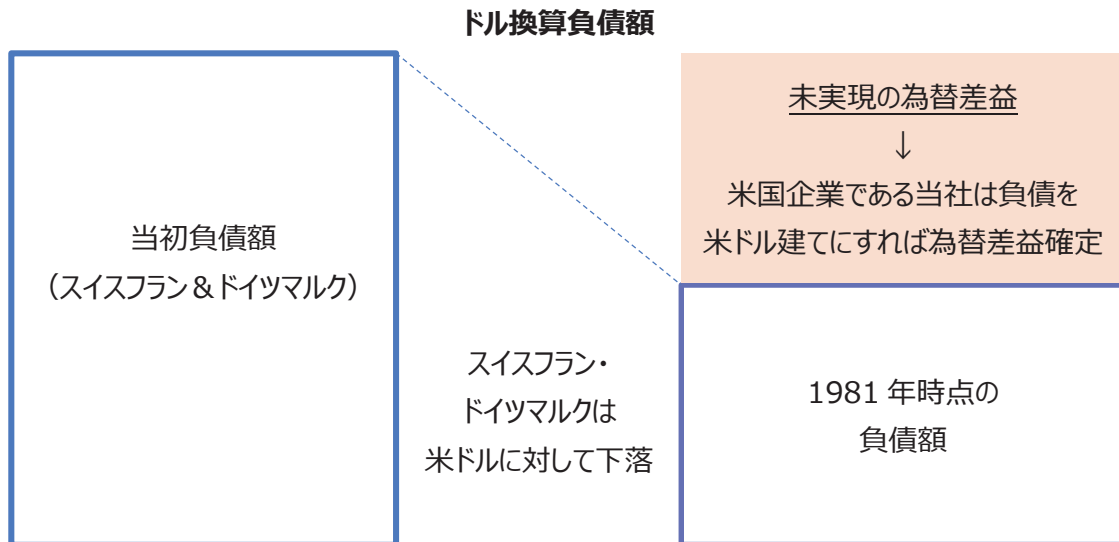 ドル換算負債額
当初負債額
（スイスフラン＆ドイツマルク）
スイスフラン・
ドイツマルクは
米ドルに対して下落
未実現の為替差益
↓
米国企業である当社は負債を
米ドル建てにすれば為替差益確定
1981 年時点の
負債額